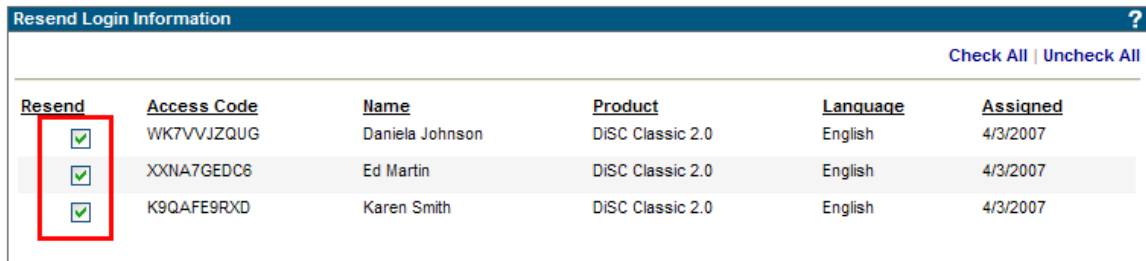 Resend Login Information ?
Check All | Uncheck All
Resend Access Code Name Product Language Assigned
WK7VVJZQUG Daniela Johnson DiSC Classic 2.0 English 4/3/2007
XXNA7GEDC6 Ed Martin DiSC Classic 2.0 English 4/3/2007
K9QAFE9RXD Karen Smith DiSC Classic 2.0 English 4/3/2007